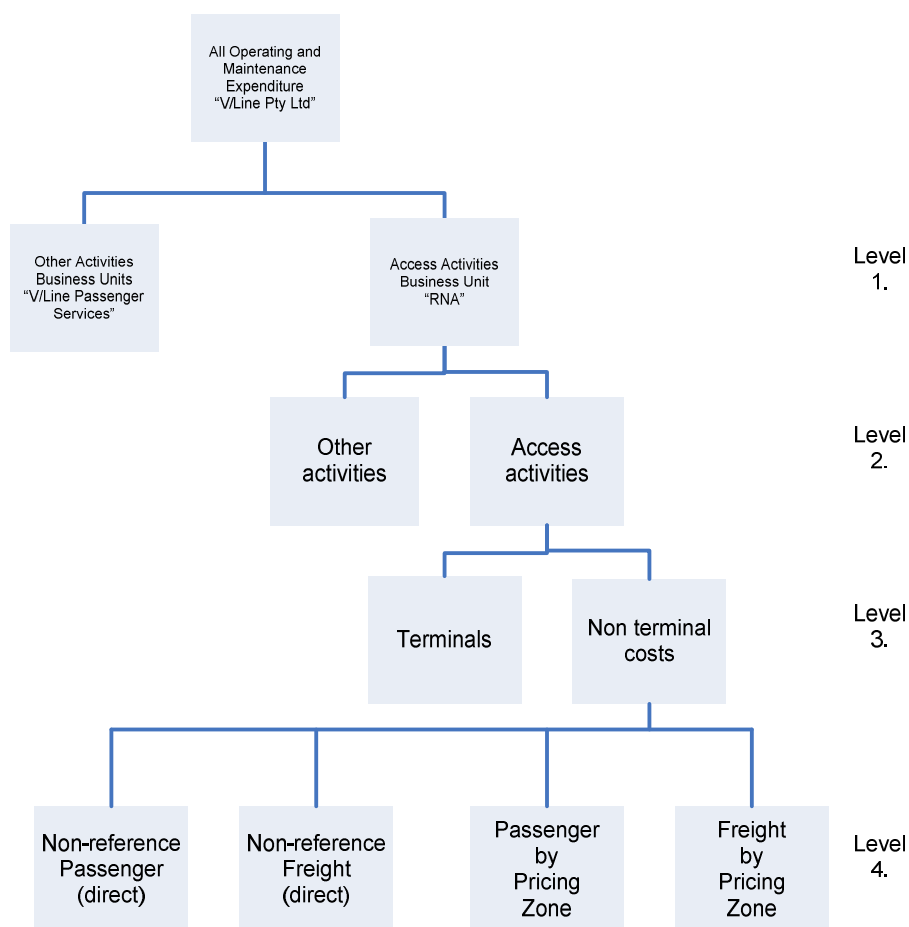 All Operating and
Maintenance
Expenditure
“V/Line Pty Ltd”
Other Activities
Business Units
“V/Line Passenger
Services”
Access Activities
Business Unit
“RNA”
Level
1.
Other
activities
Access
activities
Level
2.
Terminals
Non terminal
costs
Level
3.
Non-reference
Passenger
(direct)
Non-reference
Freight
(direct)
Passenger
by
Pricing
Zone
Freight
by
Pricing
Zone
Level
4.